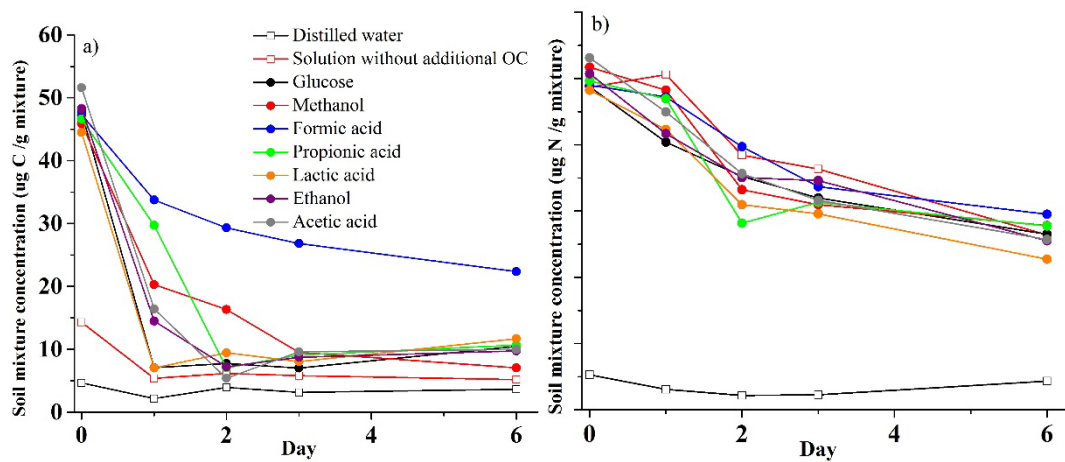 a)
60
50
40
30
20
10
0
Soil mixture concentration (ug C /g mixture)
Distilled water
Solution without additional OC
Glucose
Methanol
Formic acid
Propionic acid
Lactic acid
Ethanol
Acetic acid
0 2 4 6
Day
b)
Soil mixture concentration (ug N /g mixture)
0 2 4 6
Day